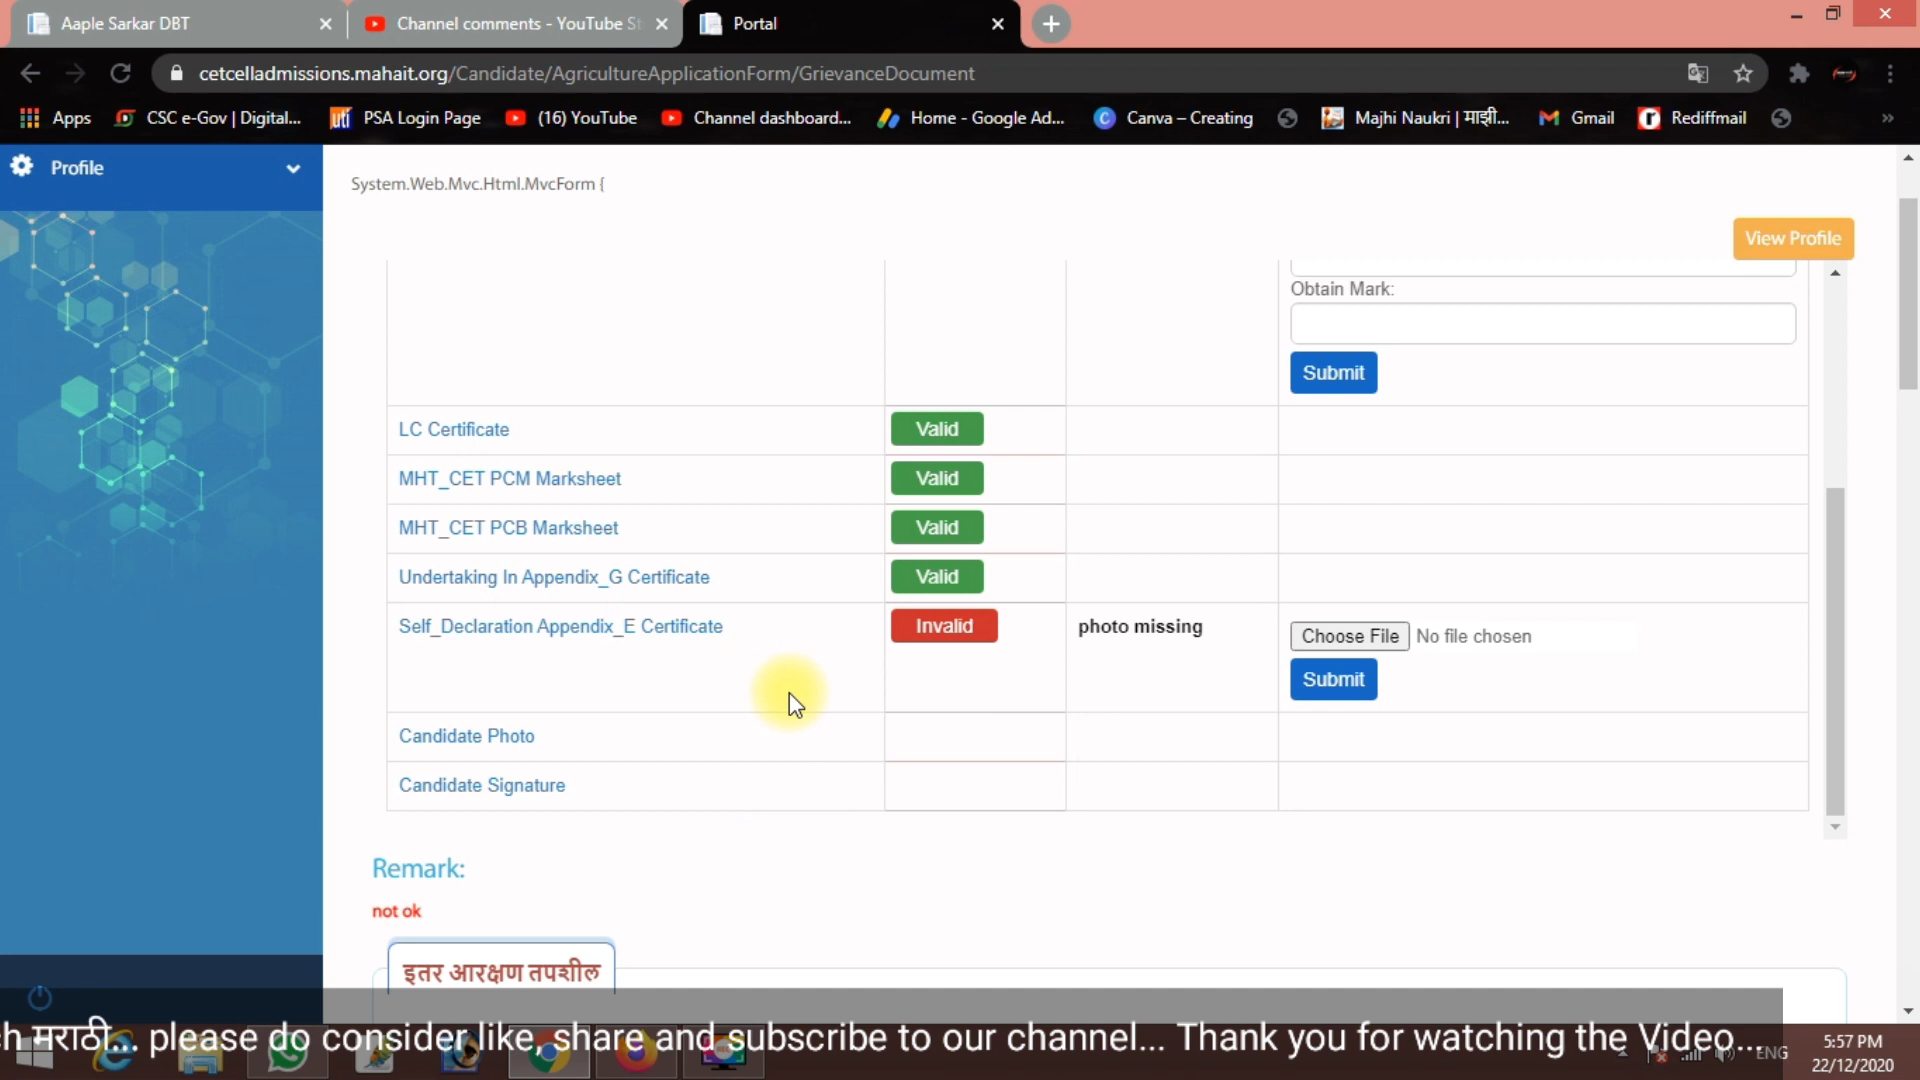 Aaple Sarkar DBT
Channel comments - YouTube St
Portal
cetcelladmissions.mahait.org/Candidate/AgricultureApplicationForm/GrievanceDocument
Apps
CSC e-Gov | Digital...
uti PSA Login Page
(16) YouTube
Channel dashboard...
Home - Google Ad...
Canva – Creating
Majhi Naukri | माझी...
Gmail
Rediffmail
»
Profile
System.Web.Mvc.Html.MvcForm {
View Profile
Obtain Mark:
Submit
LC Certificate Valid
MHT_CET PCM Marksheet Valid
MHT_CET PCB Marksheet Valid
Undertaking In Appendix_G Certificate Valid
Self_Declaration Appendix_E Certificate Invalid photo missing Choose File No file chosen
Submit
Candidate Photo
Candidate Signature
Remark:
not ok
इतर आरक्षण तपशील
ch मराठी... please do consider like, share and subscribe to our channel... Thank you for watching the Video...
ENG
5:57 PM
22/12/2020